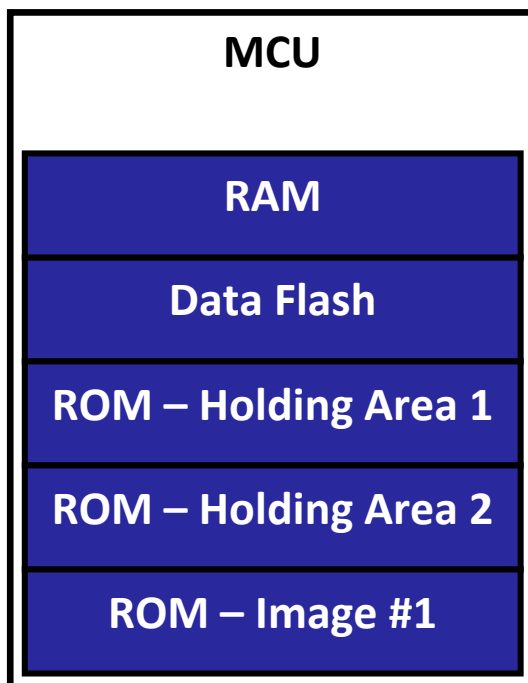 MCU
RAM
Data Flash
ROM – Holding Area 1
ROM – Holding Area 2
ROM – Image #1